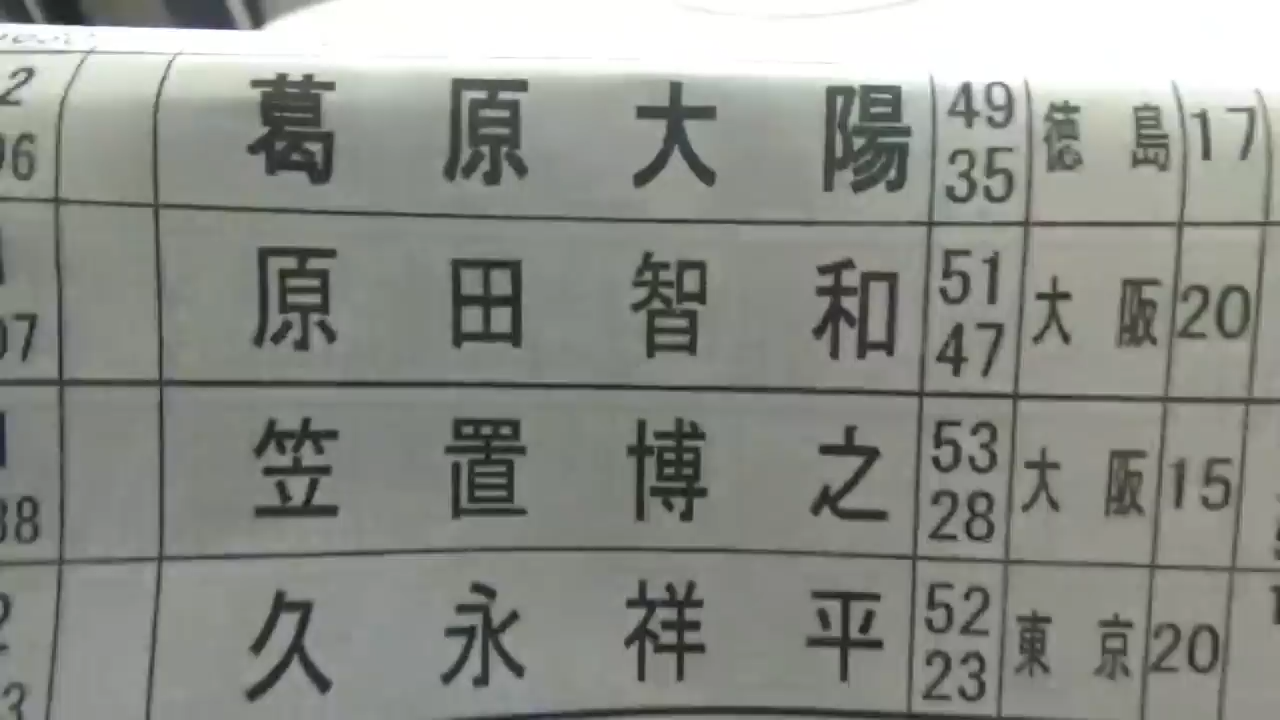 葛原大陽 49 35 徳島 17
原田智和 51 47 大阪 20
笠置博之 53 28 大阪 15
久永祥平 52 23 東京 20